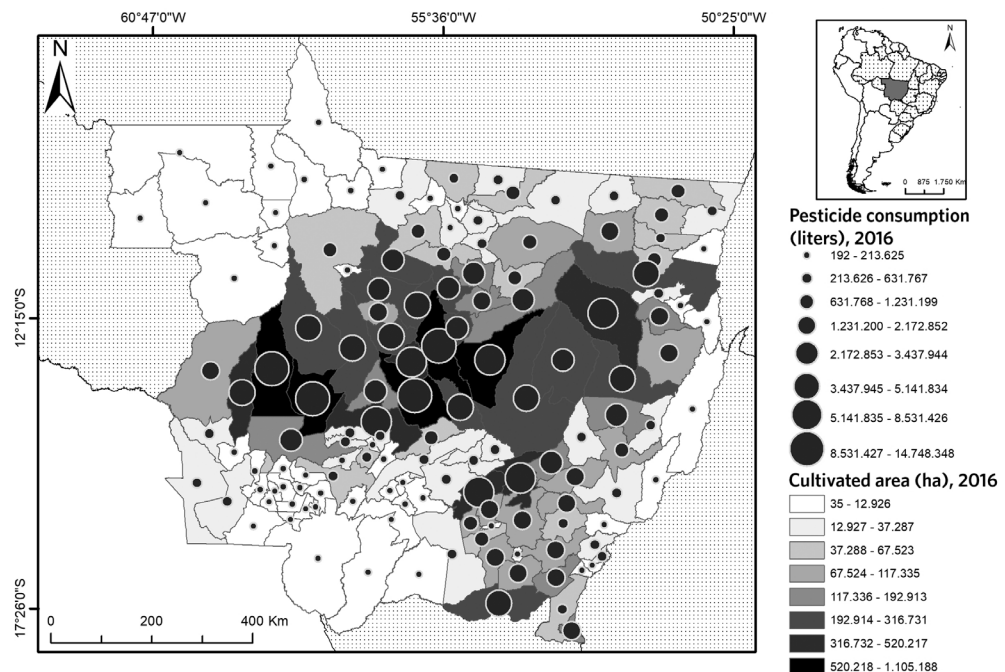 60°47'0"W
55°36'0"W
50°25'0"W
N
12°15'0"S
17°26'0"S
0 200 400 Km
N
0 875 1.750 Km
Pesticide consumption
(liters), 2016
192 - 213.625
213.626 - 631.767
631.768 - 1.231.199
1.231.200 - 2.172.852
2.172.853 - 3.437.944
3.437.945 - 5.141.834
5.141.835 - 8.531.426
8.531.427 - 14.748.348
Cultivated area (ha), 2016
35 - 12.926
12.927 - 37.287
37.288 - 67.523
67.524 - 117.335
117.336 - 192.913
192.914 - 316.731
316.732 - 520.217
520.218 - 1.105.188